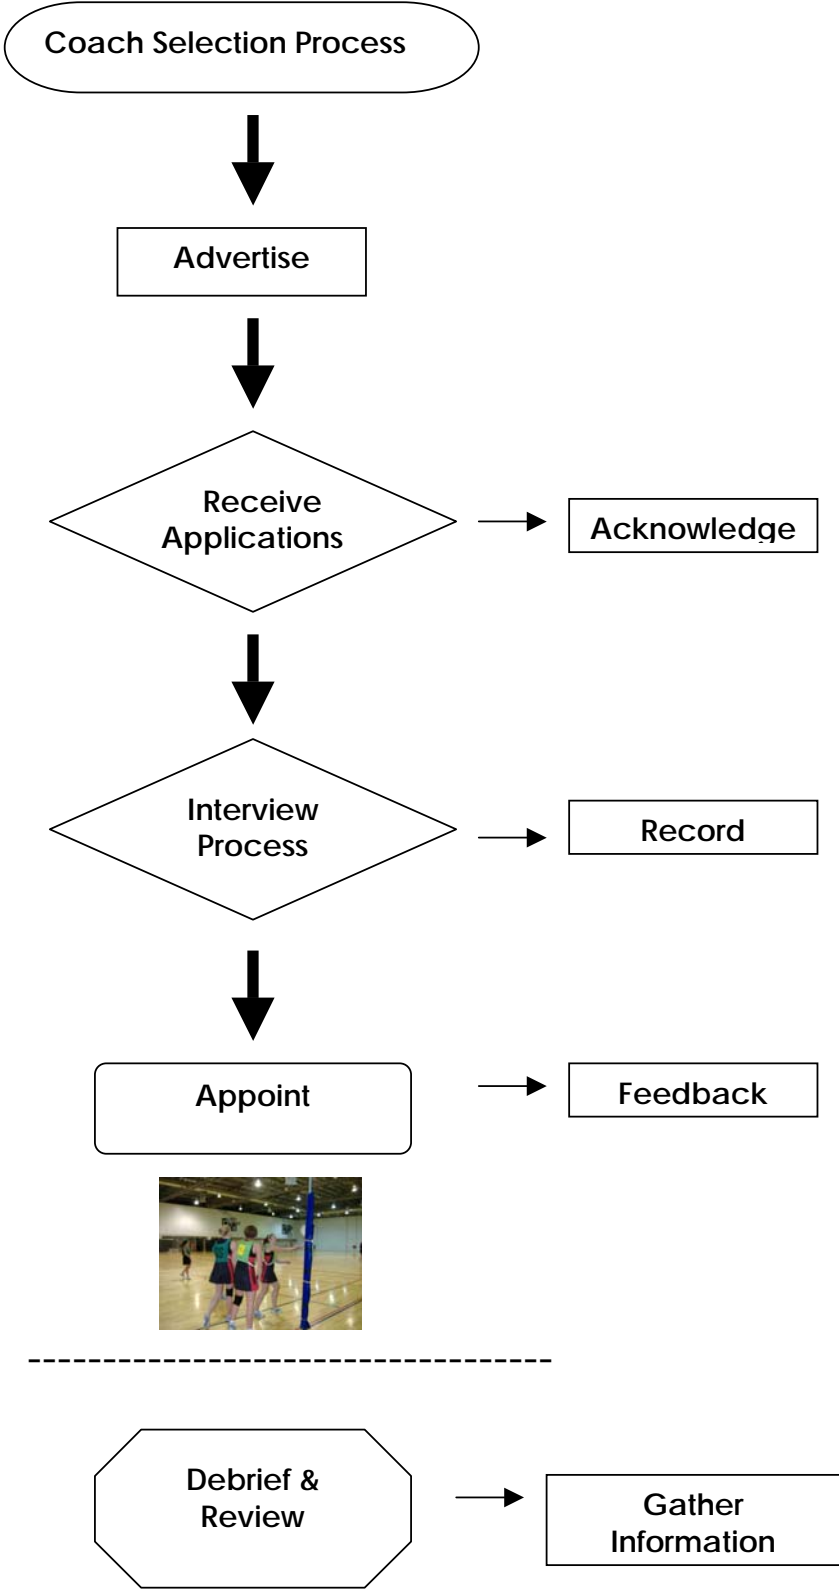 Coach Selection Process
Advertise
Receive
Applications
Acknowledge
Interview
Process
Record
Appoint
Feedback
Debrief &
Review
Gather
Information